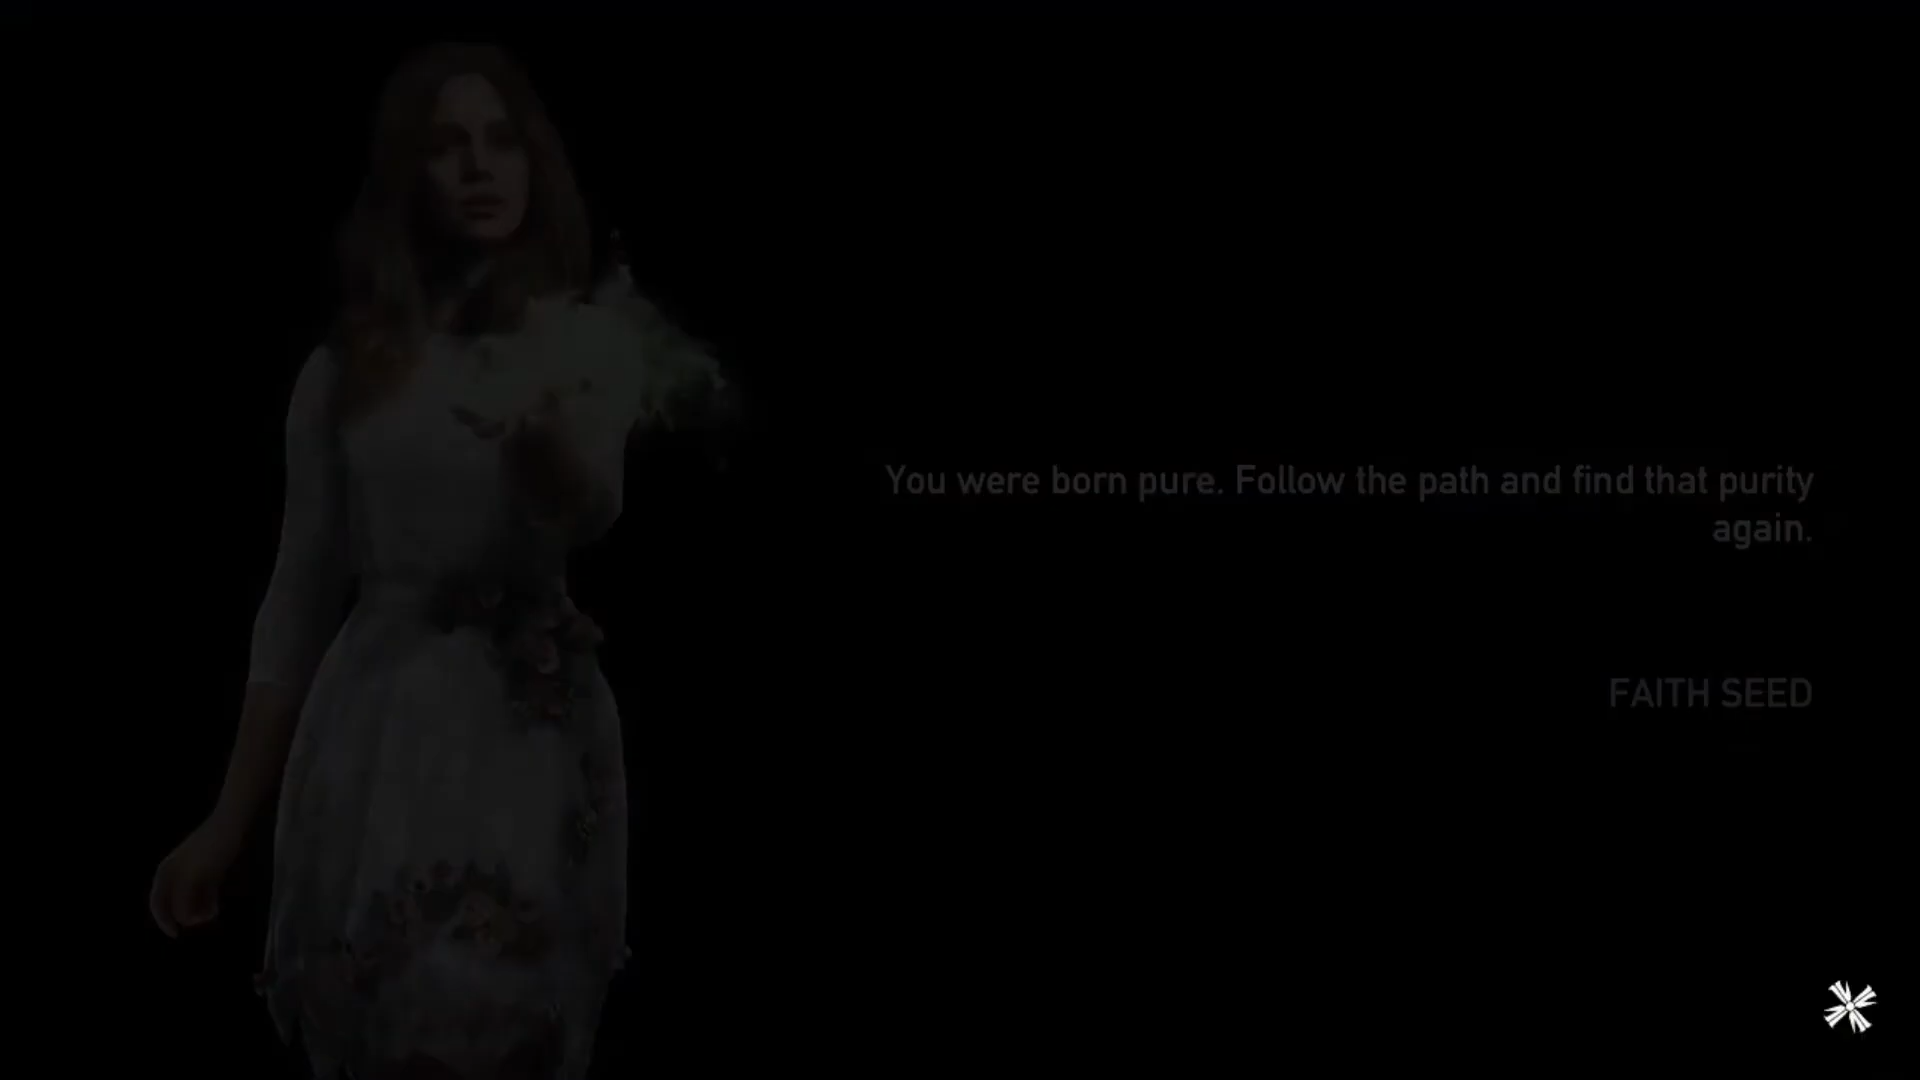 You were born pure. Follow the path and find that purity
again.
FAITH SEED